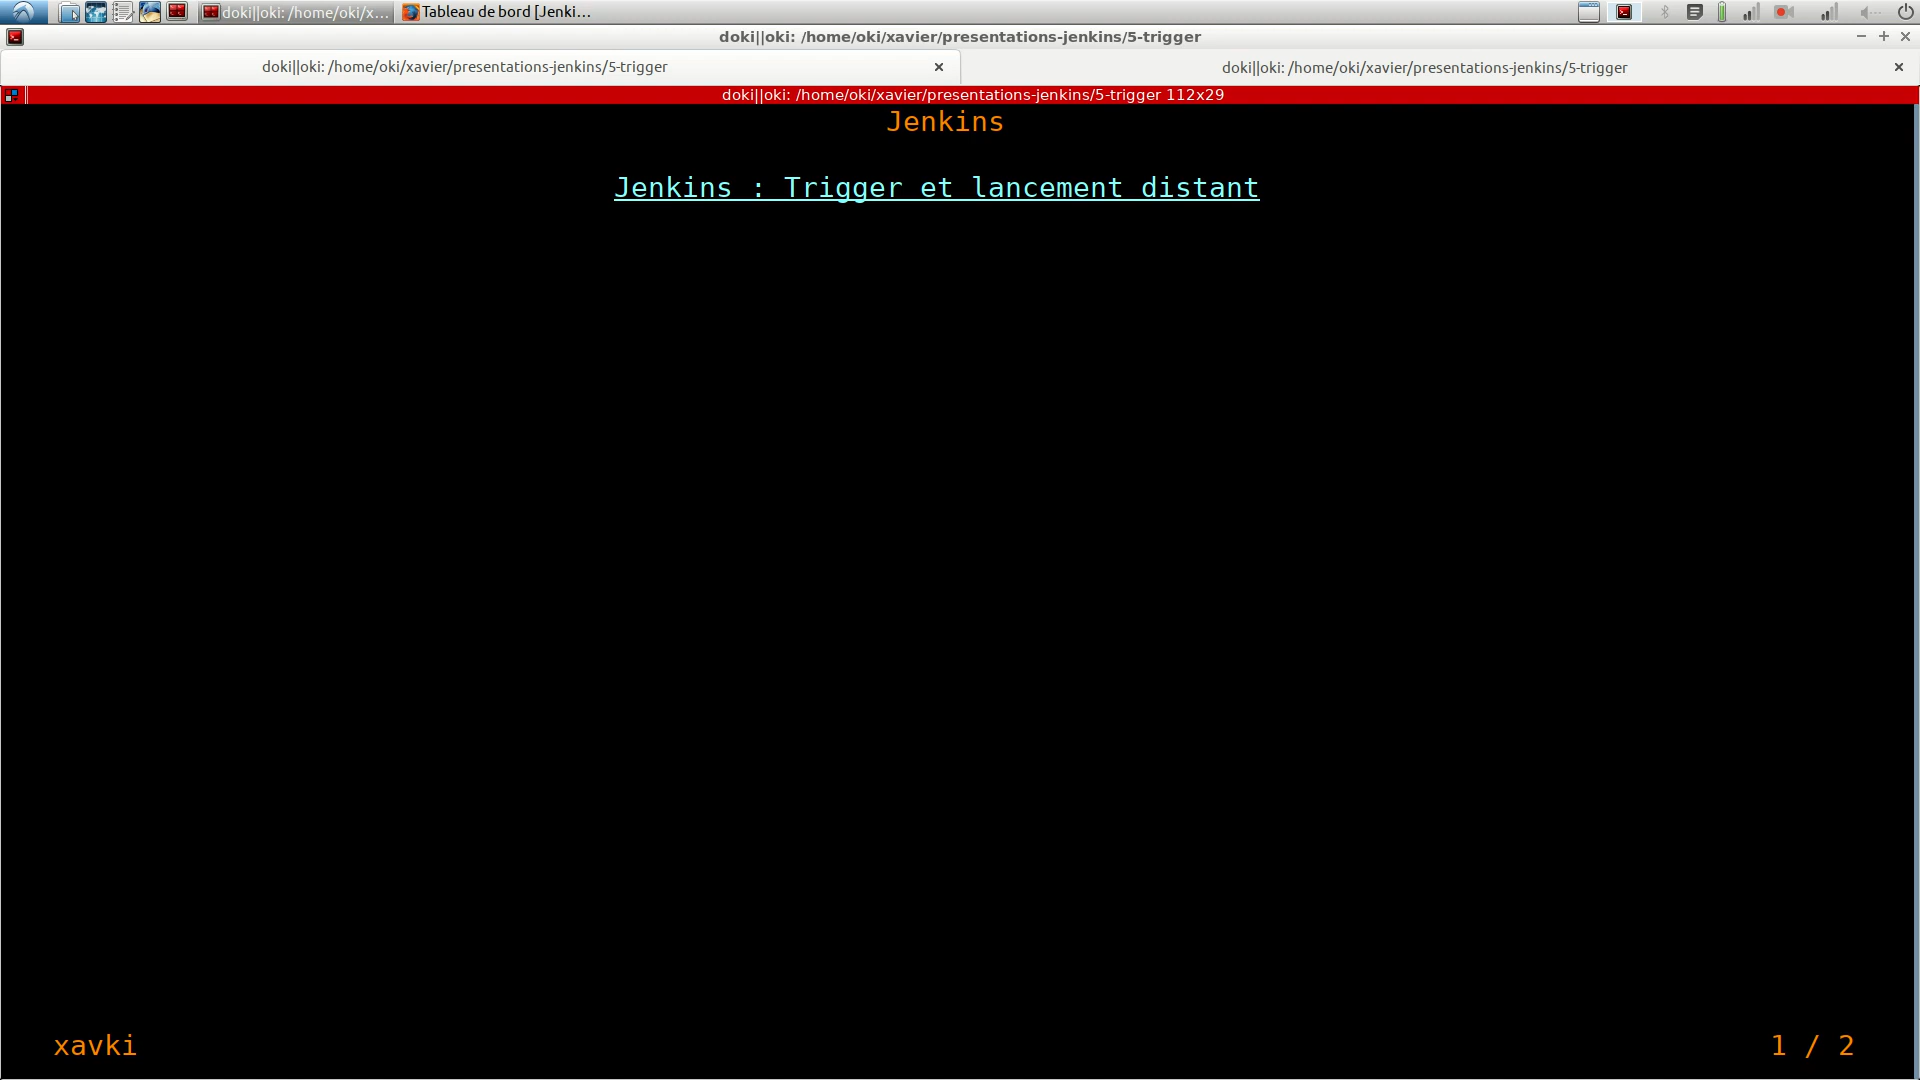 doki||oki: /home/oki/x...
Tableau de bord [Jenki...
doki||oki: /home/oki/xavier/presentations-jenkins/5-trigger
doki||oki: /home/oki/xavier/presentations-jenkins/5-trigger
doki||oki: /home/oki/xavier/presentations-jenkins/5-trigger
doki||oki: /home/oki/xavier/presentations-jenkins/5-trigger 112x29
Jenkins
Jenkins : Trigger et lancement distant
xavki
1 / 2